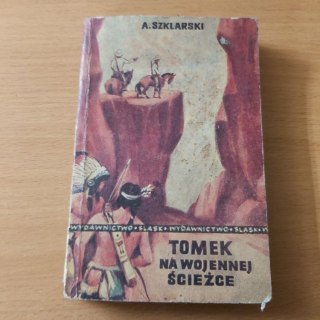 A. SZKLARSKI
WYDAWNICTWO • ŚLĄSK • WYDAWNICTWO • ŚLĄSK • W
TOMEK
NA WOJENNEJ
ŚCIEŻCE